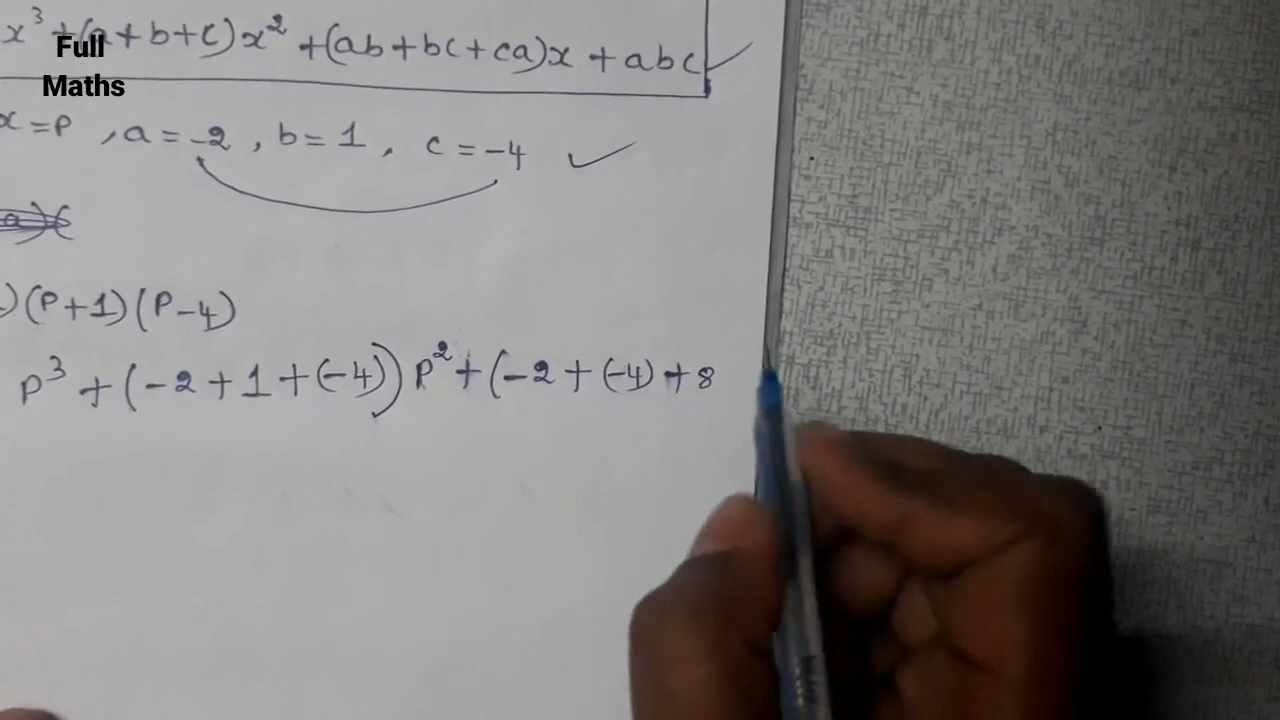 x³ +(a+b+c)x² +(ab+bc+ca)x +abc
Full
Maths
x=P , a = -2 , b = 1 , c = -4
)(P+1)(P-4)
P³ + (-2+1+(-4)) P² + (-2+(-4)+8